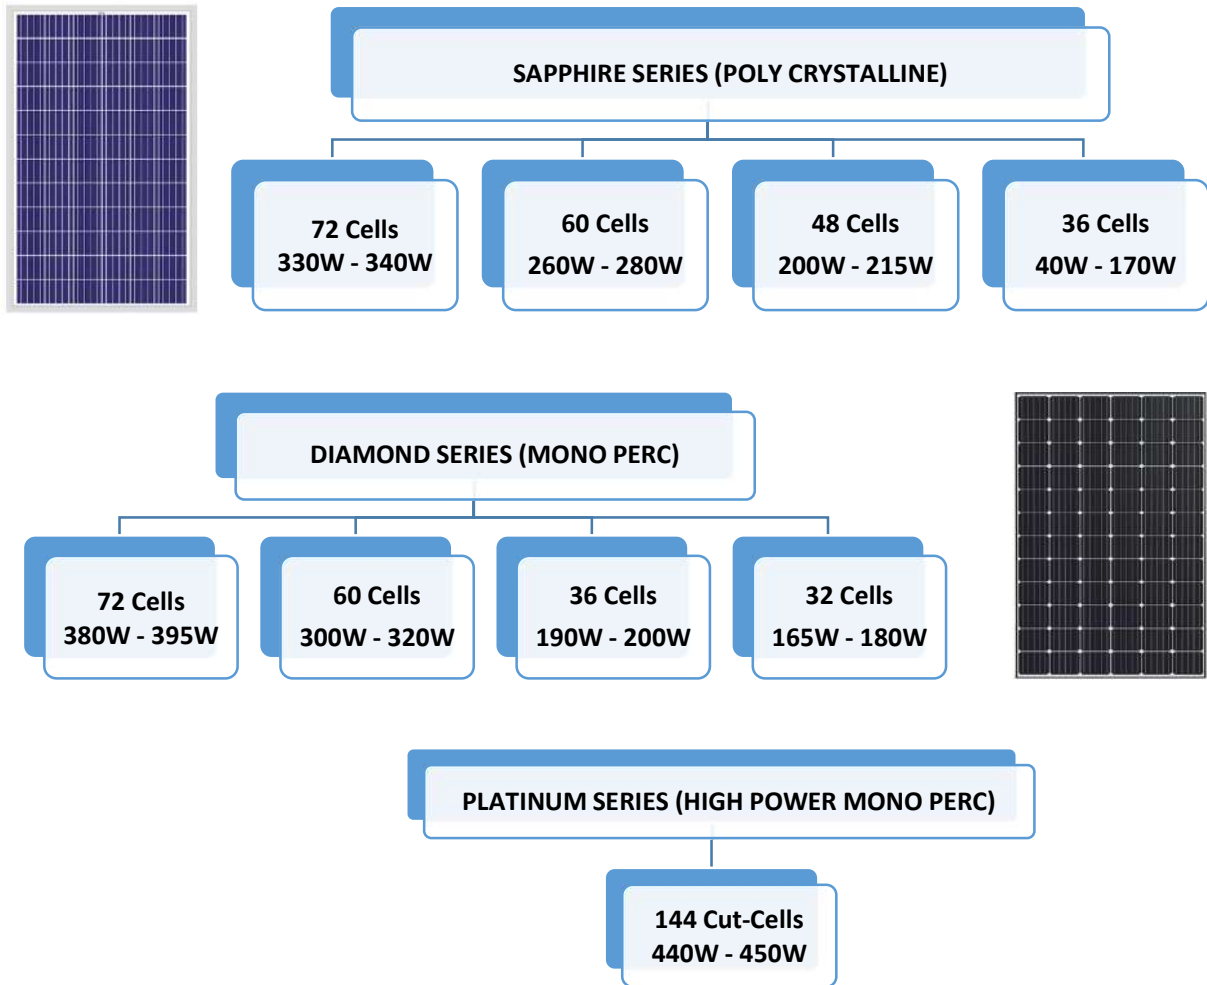 SAPPHIRE SERIES (POLY CRYSTALLINE)
72 Cells
330W - 340W
60 Cells
260W - 280W
48 Cells
200W - 215W
36 Cells
40W - 170W
DIAMOND SERIES (MONO PERC)
72 Cells
380W - 395W
60 Cells
300W - 320W
36 Cells
190W - 200W
32 Cells
165W - 180W
PLATINUM SERIES (HIGH POWER MONO PERC)
144 Cut-Cells
440W - 450W